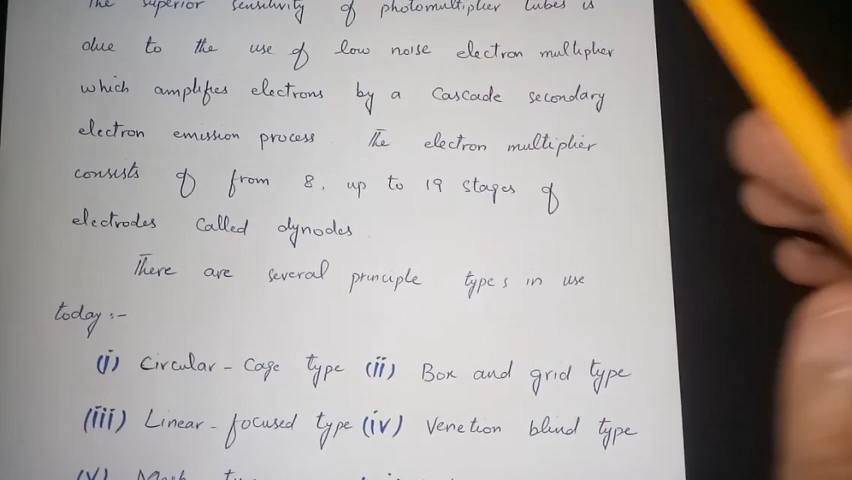 The superior sensitivity of photomultiplier tubes is
due to the use of low noise electron multiplier
which amplifies electrons by a cascade secondary
electron emission process The electron multiplier
consists of from 8, up to 19 stages of
electrodes called dynodes
There are several principle types in use
today :-
(i) Circular - Cage type (ii) Box and grid type
(iii) Linear - focused type (iv) Venetion blind type
(v) Mesh